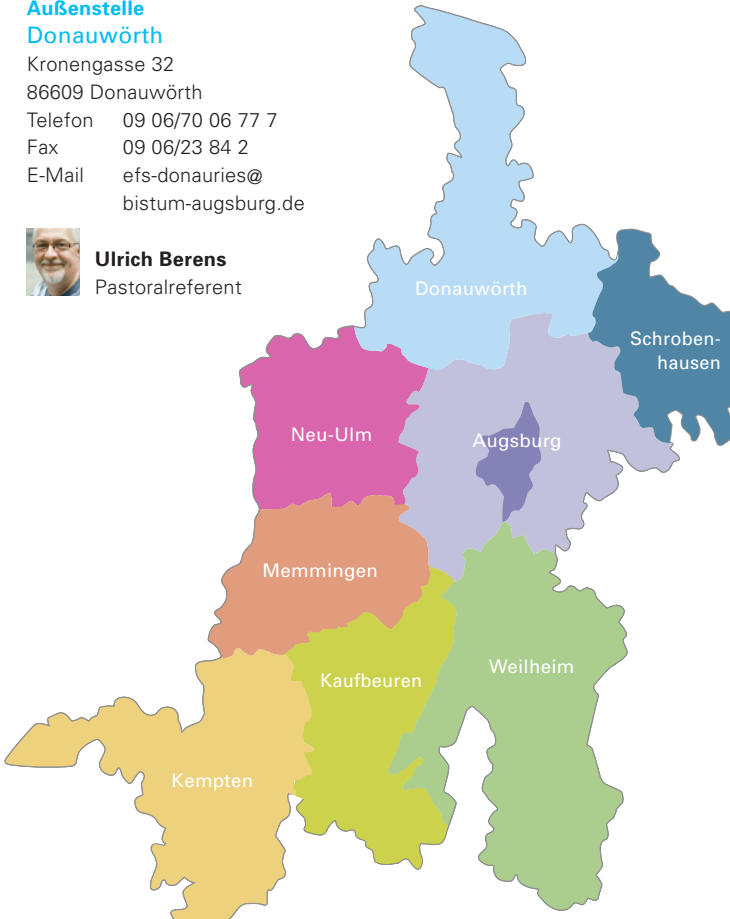 Außenstelle
Donauwörth
Kronengasse 32
86609 Donauwörth
Telefon 09 06/70 06 77 7
Fax 09 06/23 84 2
E-Mail efs-donauries@
bistum-augsburg.de
Ulrich Berens
Pastoralreferent
Donauwörth
Schroben-
hausen
Neu-Ulm
Augsburg
Memmingen
Kaufbeuren
Weilheim
Kempten